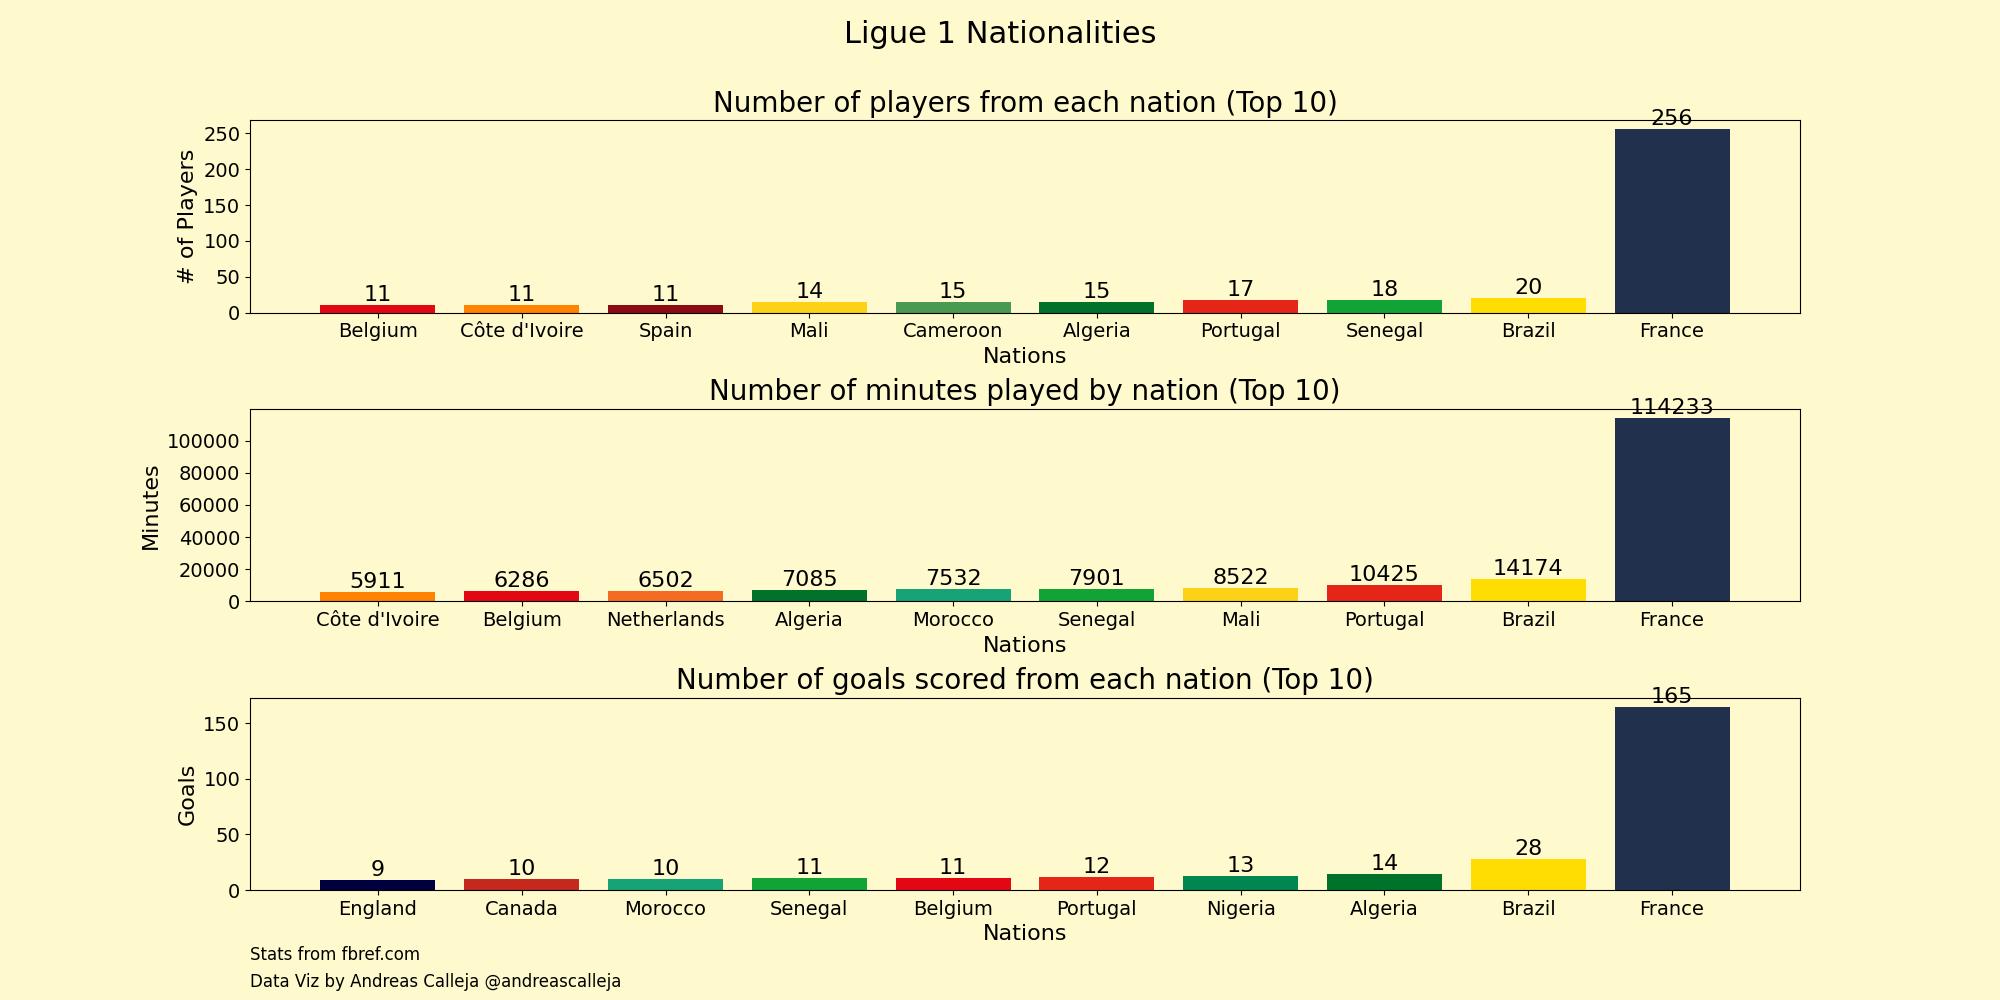 Ligue 1 Nationalities
Number of players from each nation (Top 10)
256
250
200
150
100
50
0
# of Players
11 11 11 14 15 15 17 18 20
Belgium Côte d'Ivoire Spain Mali Cameroon Algeria Portugal Senegal Brazil France
Nations
Number of minutes played by nation (Top 10)
114233
100000
80000
60000
40000
20000
0
Minutes
5911 6286 6502 7085 7532 7901 8522 10425 14174
Côte d'Ivoire Belgium Netherlands Algeria Morocco Senegal Mali Portugal Brazil France
Nations
Number of goals scored from each nation (Top 10)
165
150
100
50
0
Goals
9 10 10 11 11 12 13 14 28
England Canada Morocco Senegal Belgium Portugal Nigeria Algeria Brazil France
Nations
Stats from fbref.com
Data Viz by Andreas Calleja @andreascalleja